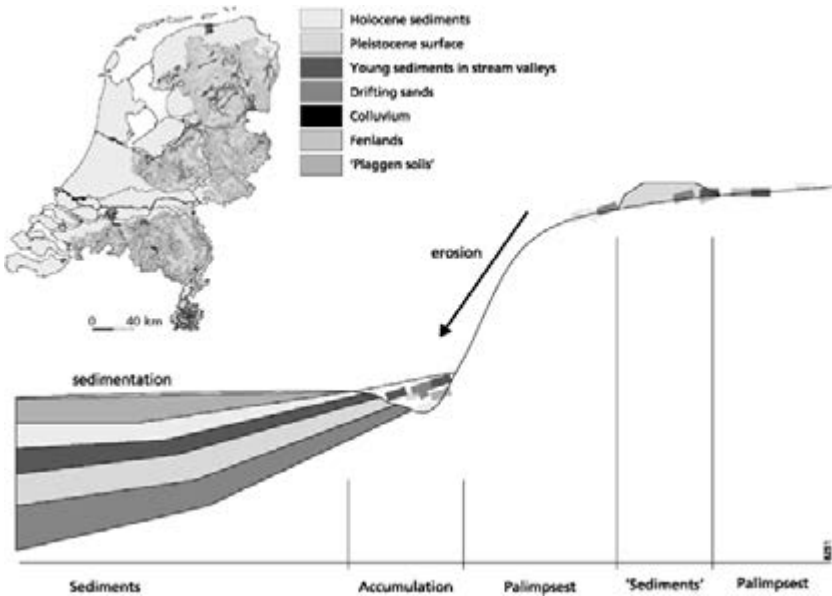 Holocene sediments
Pleistocene surface
Young sediments in stream valleys
Drifting sands
Colluvium
Fenlands
'Plaggen soils'
0 40 km
erosion
sedimentation
Sediments
Accumulation
Palimpsest
'Sediments'
Palimpsest